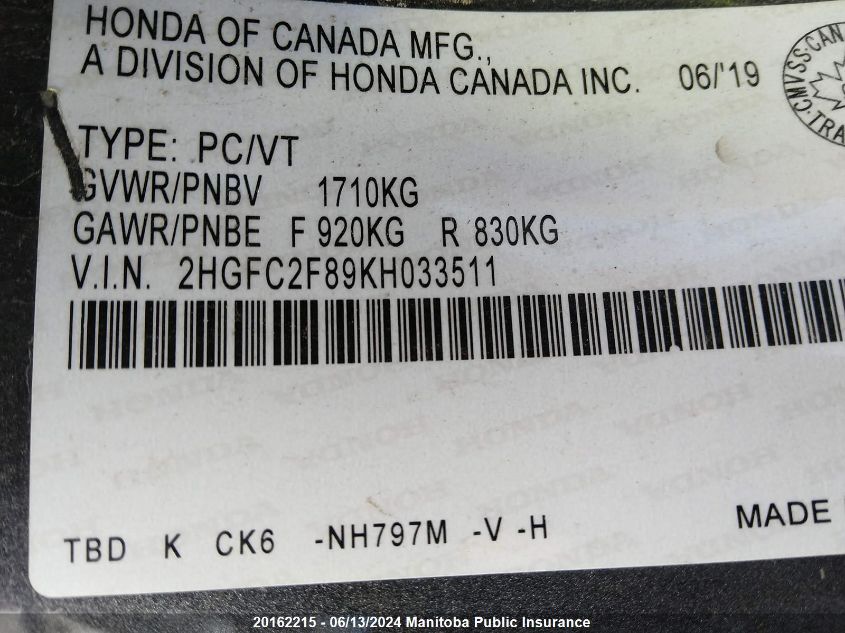 HONDA OF CANADA MFG.,
A DIVISION OF HONDA CANADA INC. 06/'19
TYPE: PC/VT
GVWR/PNBV 1710KG
GAWR/PNBE F 920KG R 830KG
V.I.N. 2HGFC2F89KH033511
TBD K CK6 -NH797M -V -H
MADE
20162215 - 06/13/2024 Manitoba Public Insurance